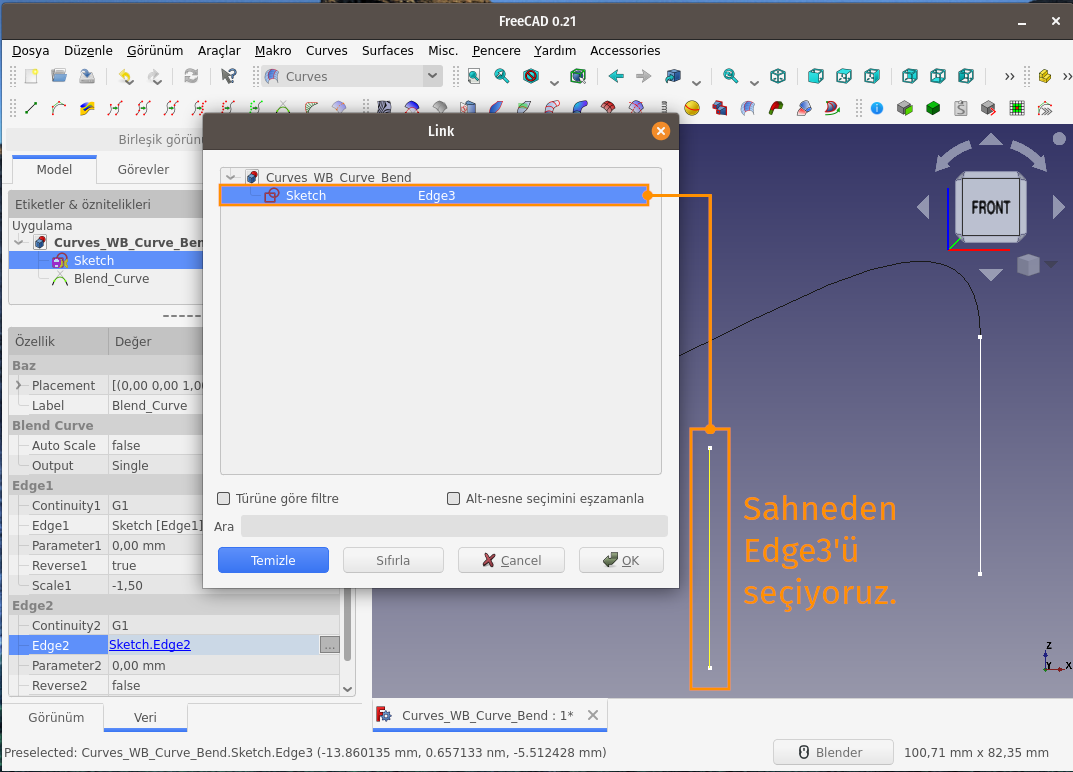 FreeCAD 0.21
Dosya Düzenle Görünüm Araçlar Makro Curves Surfaces Misc. Pencere Yardım Accessories
Curves
Birleşik görünü
Link
Model Görevler
Curves_WB_Curve_Bend
Sketch Edge3
Etiketler & öznitelikleri
Uygulama
Curves_WB_Curve_Ben
Sketch
Blend_Curve
FRONT
Özellik Değer
Baz
Placement [(0,00 0,00 1,00
Label Blend_Curve
Blend Curve
Auto Scale false
Output Single
Edge1
Continuity1 G1
Edge1 Sketch [Edge1]
Parameter1 0,00 mm
Reverse1 true
Scale1 -1,50
Edge2
Continuity2 G1
Edge2 Sketch.Edge2 ...
Parameter2 0,00 mm
Reverse2 false
Türüne göre filtre Alt-nesne seçimini eşzamanla
Ara
Temizle Sıfırla Cancel OK
Sahneden
Edge3'ü
seçiyoruz.
Z
Y X
Görünüm Veri
Curves_WB_Curve_Bend : 1*
Preselected: Curves_WB_Curve_Bend.Sketch.Edge3 (-13.860135 mm, 0.657133 nm, -5.512428 mm)
Blender 100,71 mm x 82,35 mm